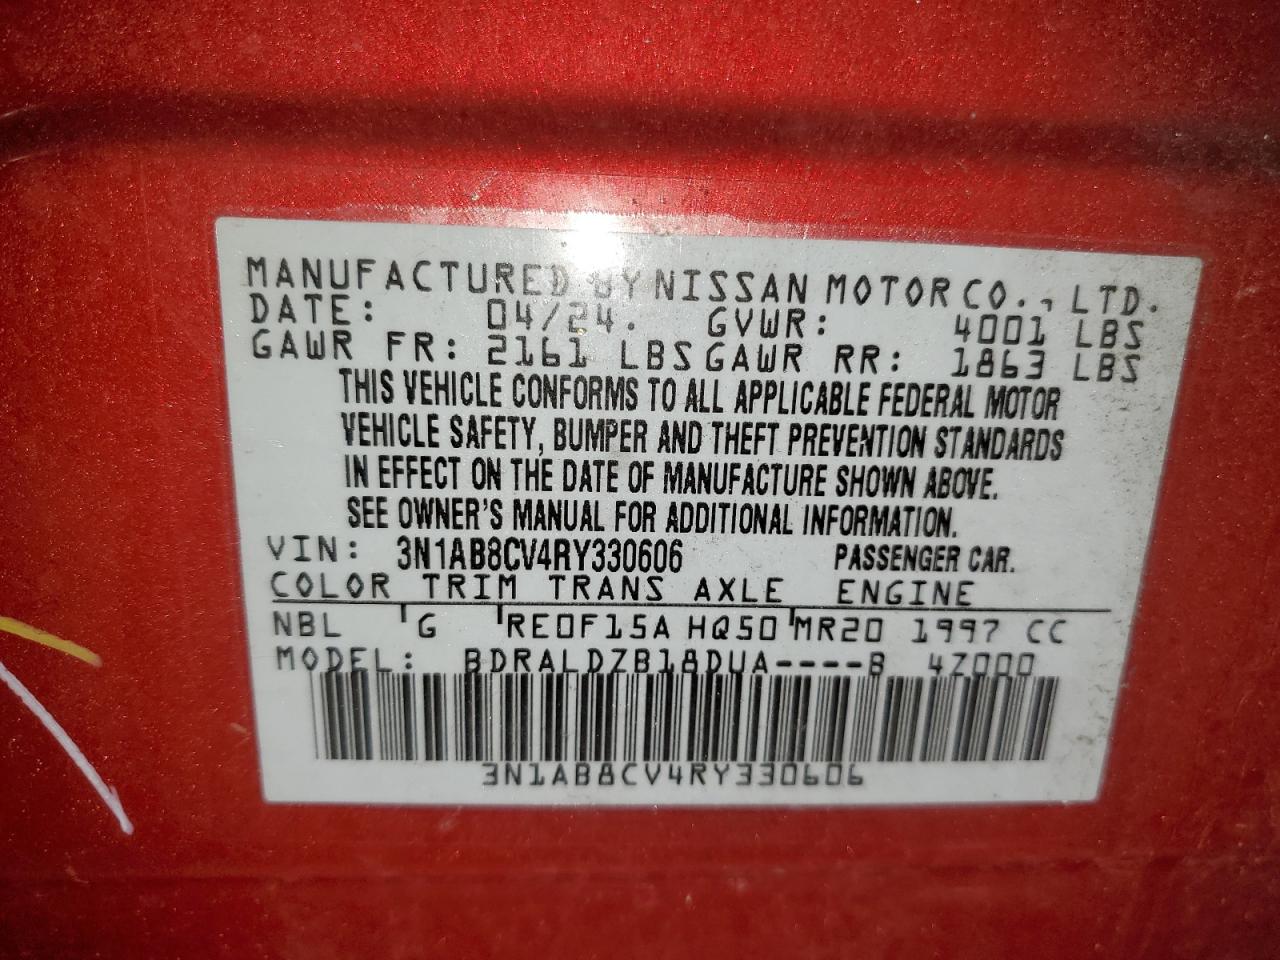 MANUFACTURED BY NISSAN MOTOR CO., LTD.
DATE: 04/24. GVWR: 4001 LBS
GAWR FR: 2161 LBS GAWR RR: 1863 LBS
THIS VEHICLE CONFORMS TO ALL APPLICABLE FEDERAL MOTOR
VEHICLE SAFETY, BUMPER AND THEFT PREVENTION STANDARDS
IN EFFECT ON THE DATE OF MANUFACTURE SHOWN ABOVE.
SEE OWNER'S MANUAL FOR ADDITIONAL INFORMATION.
VIN: 3N1AB8CV4RY330606 PASSENGER CAR.
COLOR TRIM TRANS AXLE ENGINE
NBL G RE0F15A HQ50 MR20 1997 CC
MODEL: BDRALDZB18DUA----B 4Z000
3N1AB8CV4RY330606